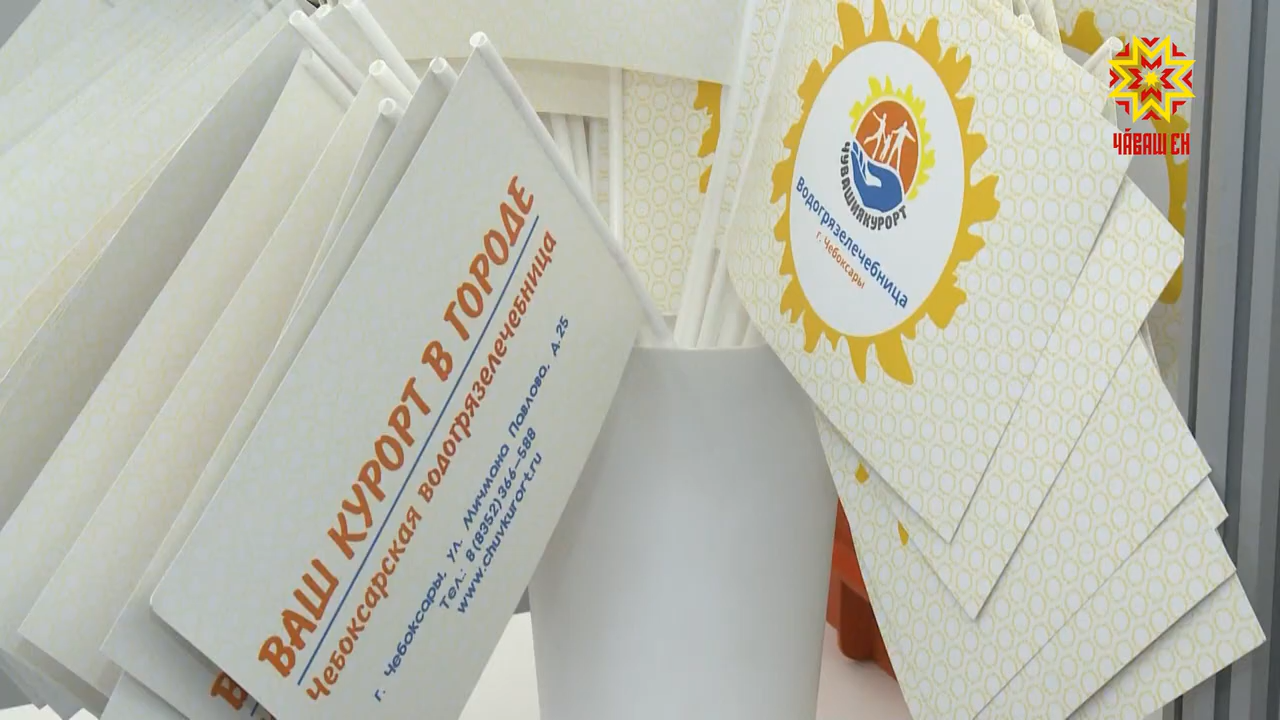 ВАШ КУРОРТ В ГОРОДЕ
Чебоксарская водогрязелечебница
г. Чебоксары, ул. Мичмана Павлова, д.25
Тел.: 8(8352)366-588
www.chuvkurort.ru
ЧУВАШИЯКУРОРТ
Водогрязелечебница
г. Чебоксары
ЧӐВАШ ЕН